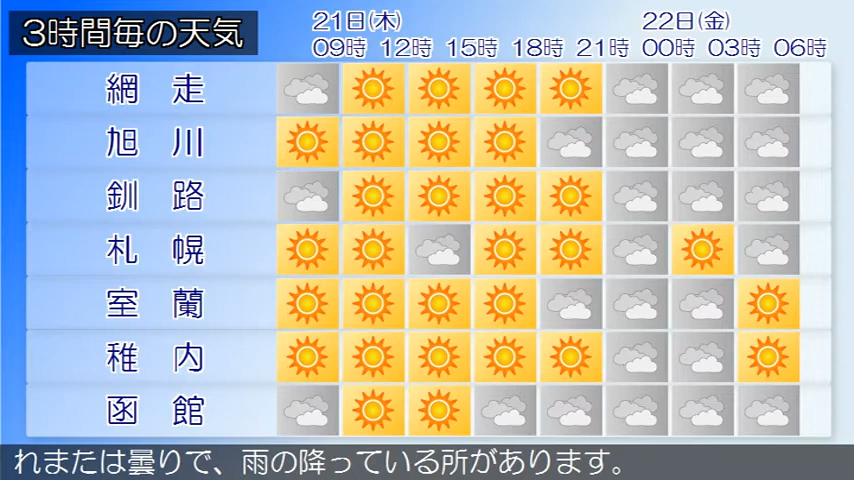 3時間毎の天気
21日(木) 22日(金)
09時 12時 15時 18時 21時 00時 03時 06時
網走
旭川
釧路
札幌
室蘭
稚内
函館
れまたは曇りで、雨の降っている所があります。